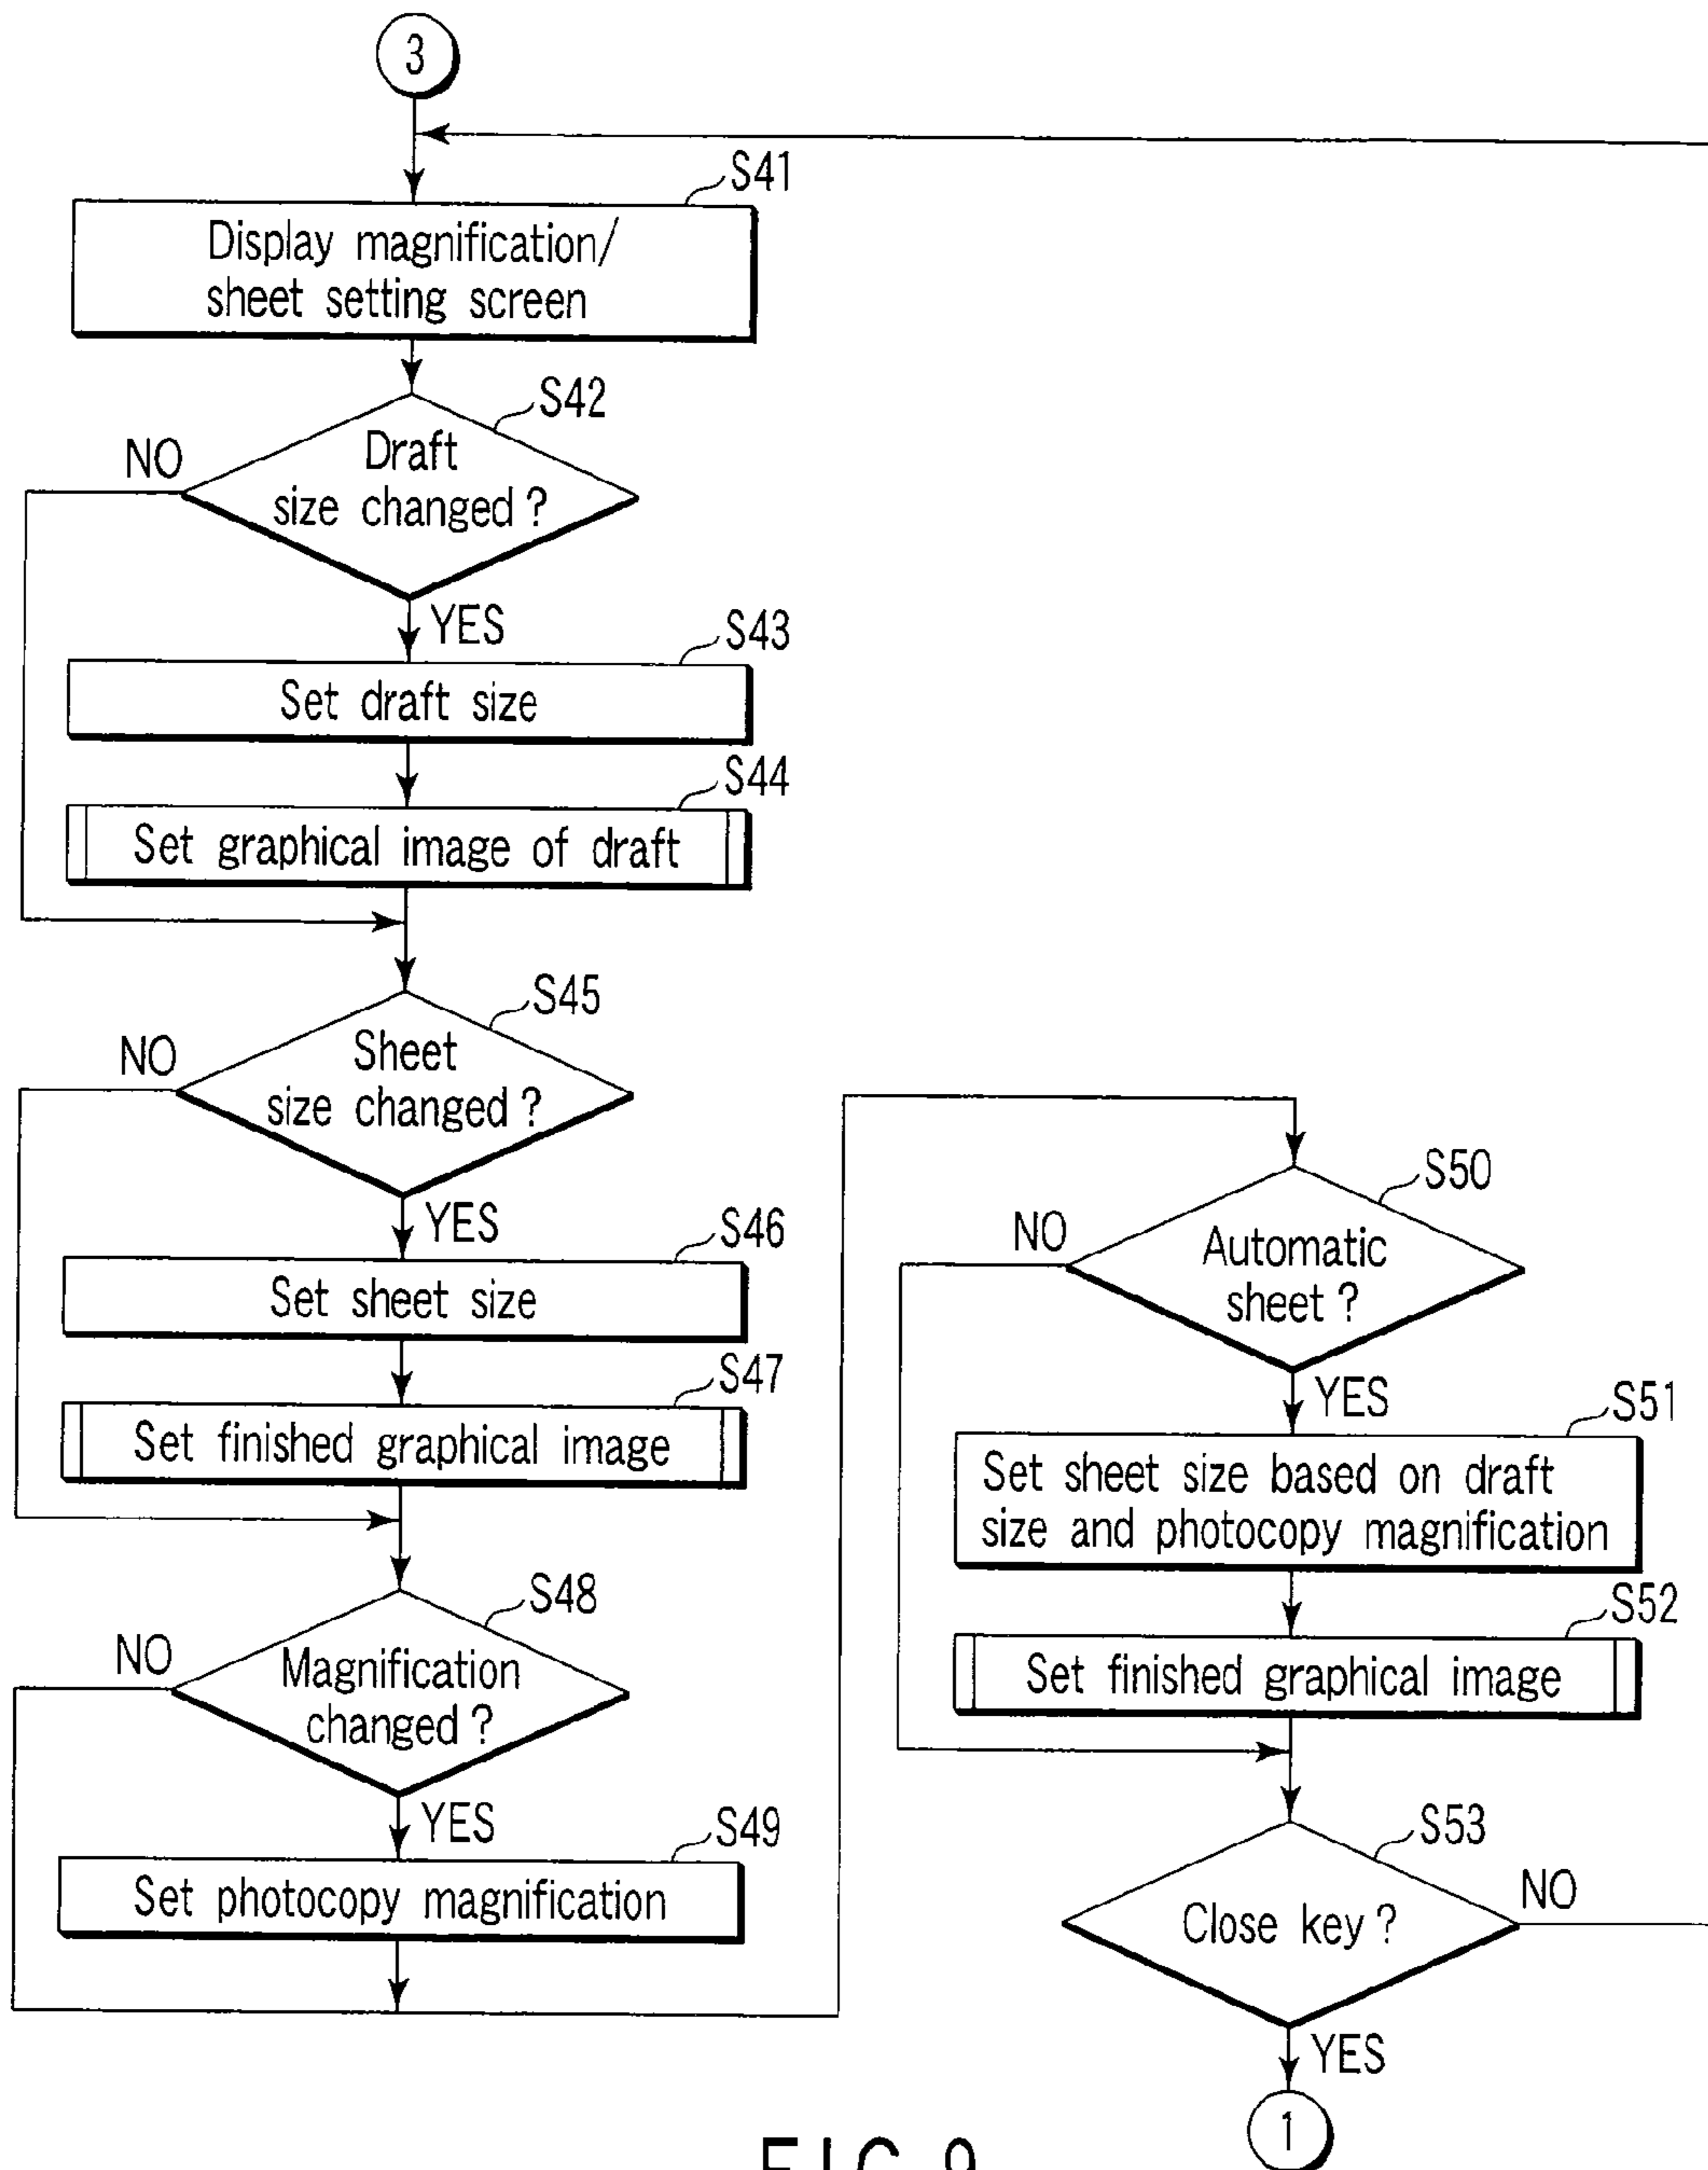 3
S41
Display magnification/
sheet setting screen
S42
NO
Draft
size changed?
YES
S43
Set draft size
S44
Set graphical image of draft
S45
NO
Sheet
size changed?
YES
S46
Set sheet size
S47
Set finished graphical image
S48
NO
Magnification
changed?
YES
S49
Set photocopy magnification
S50
NO
Automatic
sheet?
YES
S51
Set sheet size based on draft
size and photocopy magnification
S52
Set finished graphical image
S53
NO
Close key?
YES
1
FIG. 9